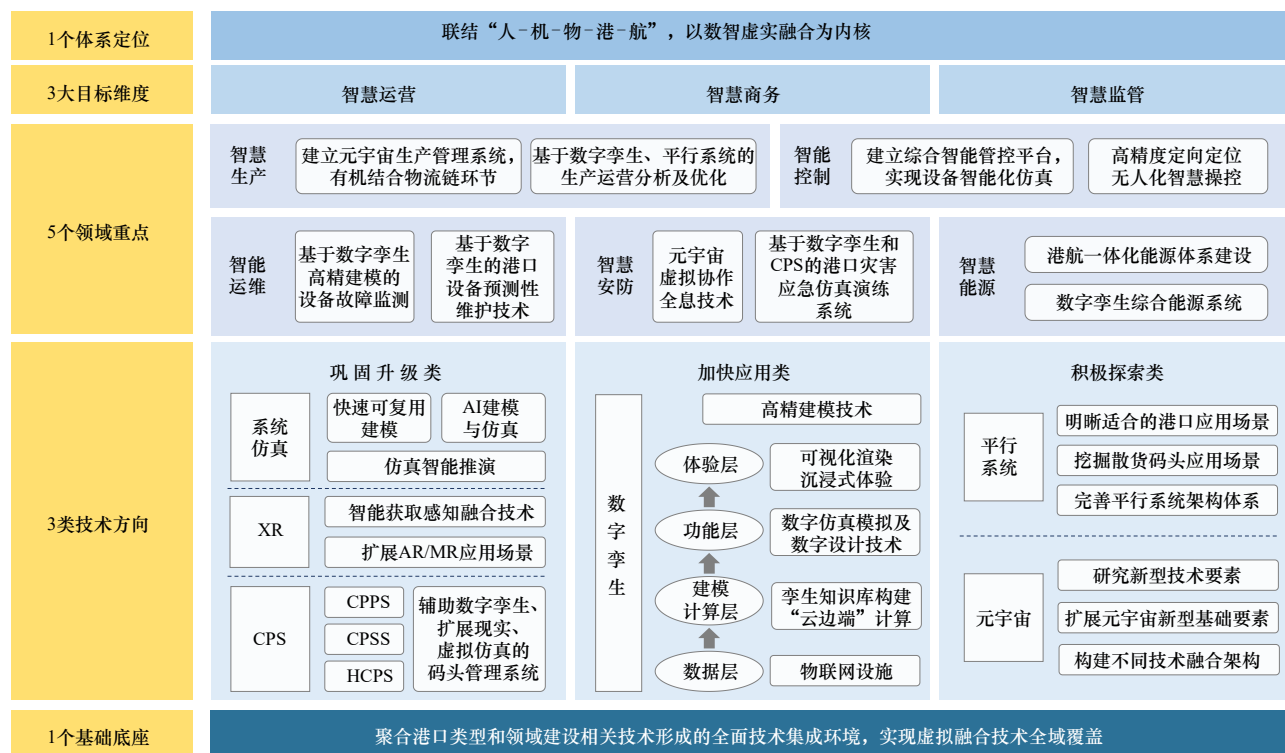 1个体系定位
联结“人-机-物-港-航”，以数智虚实融合为内核
3大目标维度
智慧运营
智慧商务
智慧监管
5个领域重点
智慧
生产
建立元宇宙生产管理系统，
有机结合物流链环节
基于数字孪生、平行系统的
生产运营分析及优化
智能
控制
建立综合智能管控平台，
实现设备智能化仿真
高精度定向定位
无人化智慧操控
智能
运维
基于数字孪生
高精建模的
设备故障监测
基于数字
孪生的港口
设备预测性
维护技术
智慧
安防
元宇宙
虚拟协作
全息技术
基于数字孪生和
CPS的港口灾害
应急仿真演练
系统
智慧
能源
港航一体化能源体系建设
数字孪生综合能源系统
3类技术方向
巩固升级类
系统
仿真
快速可复用
建模
AI建模
与仿真
仿真智能推演
XR
智能获取感知融合技术
扩展AR/MR应用场景
CPS
CPPS
CPSS
HCPS
辅助数字孪生、
扩展现实、
虚拟仿真的
码头管理系统
加快应用类
数
字
孪
生
高精建模技术
体验层
可视化渲染
沉浸式体验
功能层
数字仿真模拟及
数字设计技术
建模
计算层
孪生知识库构建
“云边端”计算
数据层
物联网设施
积极探索类
平行
系统
明晰适合的港口应用场景
挖掘散货码头应用场景
完善平行系统架构体系
元宇宙
研究新型技术要素
扩展元宇宙新型基础要素
构建不同技术融合架构
1个基础底座
聚合港口类型和领域建设相关技术形成的全面技术集成环境，实现虚拟融合技术全域覆盖